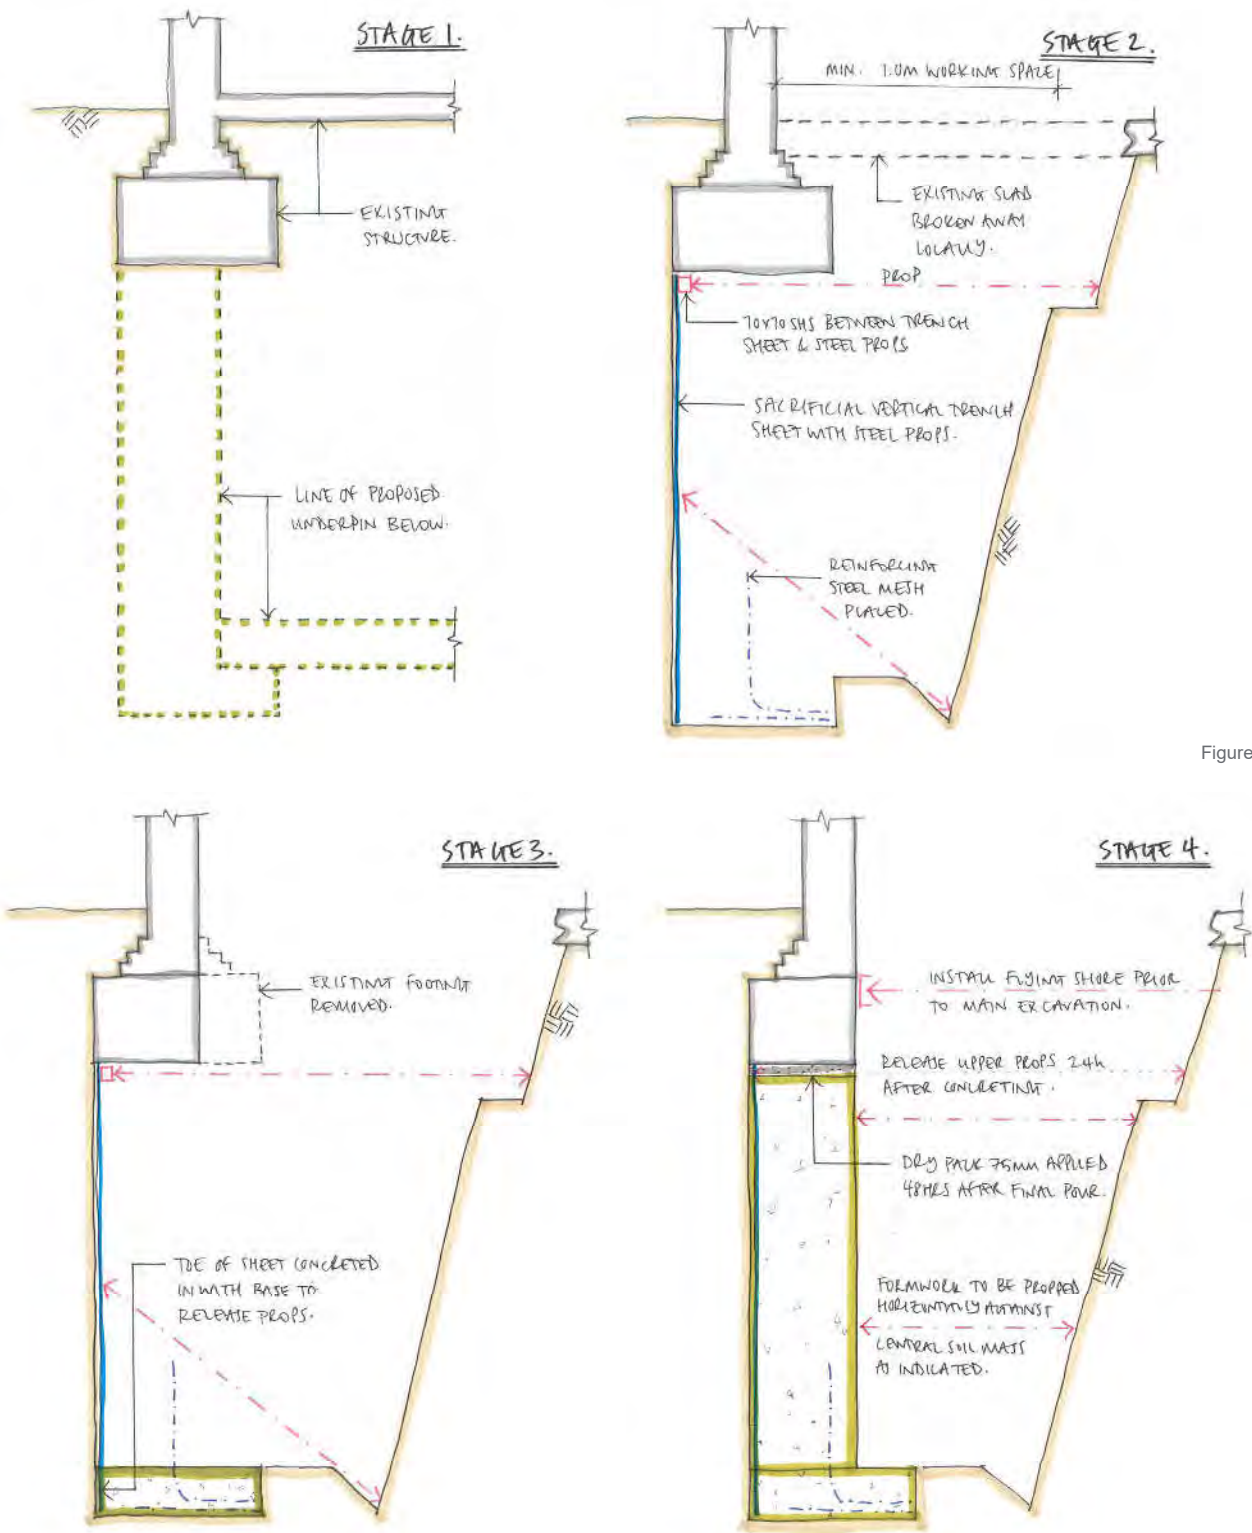 STAGE 1.
EXISTING
STRUCTURE.
LINE OF PROPOSED
UNDERPIN BELOW.
STAGE 2.
MIN. 1.0M WORKING SPACE
EXISTING SLAB
BROKEN AWAY
LOCALLY.
PROP
70x70 SHS BETWEEN TRENCH
SHEET & STEEL PROPS
SACRIFICIAL VERTICAL TRENCH
SHEET WITH STEEL PROPS.
REINFORCING
STEEL MESH
PLACED.
Figure
STAGE 3.
EXISTING FOOTING
REMOVED.
TOE OF SHEET CONCRETED
IN WITH BASE TO
RELEASE PROPS.
STAGE 4.
INSTALL FLYING SHORE PRIOR
TO MAIN EXCAVATION.
RELEASE UPPER PROPS 24h
AFTER CONCRETING.
DRY PACK 75MM APPLIED
48HRS AFTER FINAL POUR.
FORMWORK TO BE PROPPED
HORIZONTALLY AGAINST
CENTRAL SOIL MASS
AS INDICATED.